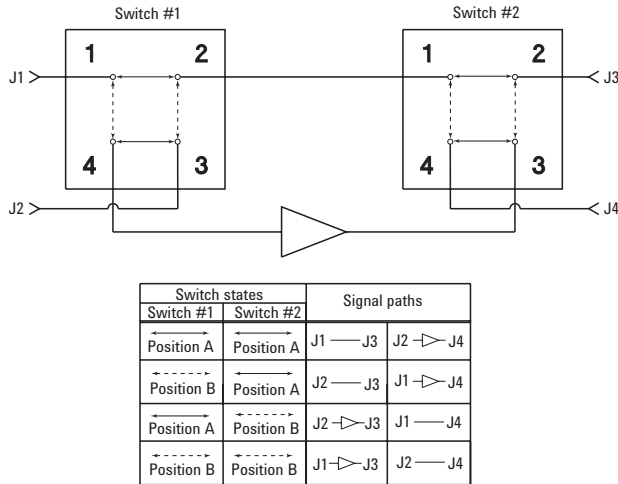 Switch #1 Switch #2
1 2 1 2
J1 J3
4 3 4 3
J2 J4
Switch states Signal paths
Switch #1 Switch #2
Position A Position A J1 J3 J2 J4
Position B Position A J2 J3 J1 J4
Position A Position B J2 J3 J1 J4
Position B Position B J1 J3 J2 J4